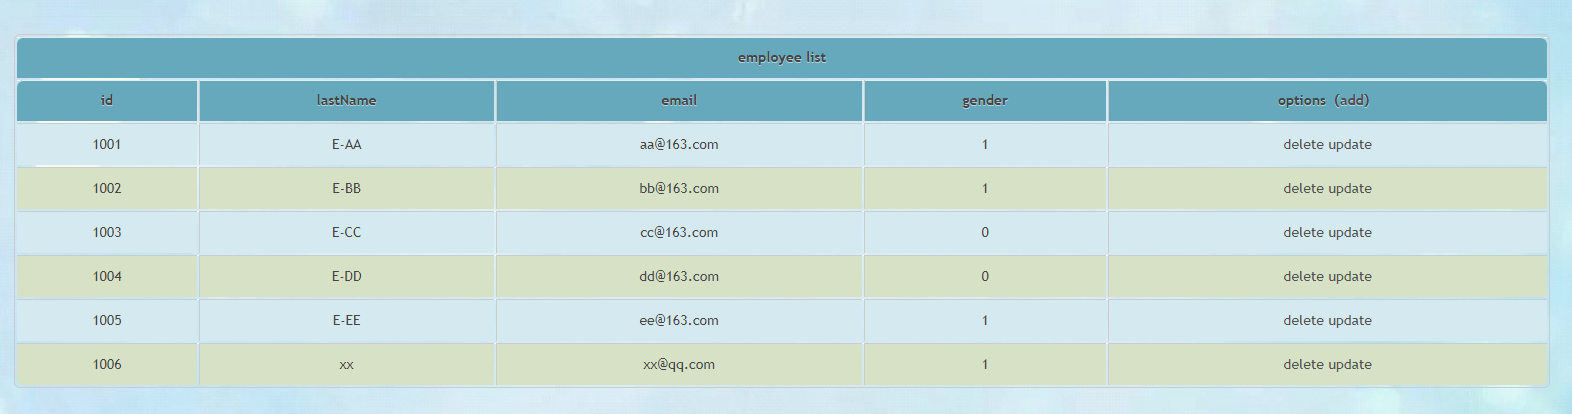 employee list
id lastName email gender options (add)
1001 E-AA aa@163.com 1 delete update
1002 E-BB bb@163.com 1 delete update
1003 E-CC cc@163.com 0 delete update
1004 E-DD dd@163.com 0 delete update
1005 E-EE ee@163.com 1 delete update
1006 xx xx@qq.com 1 delete update